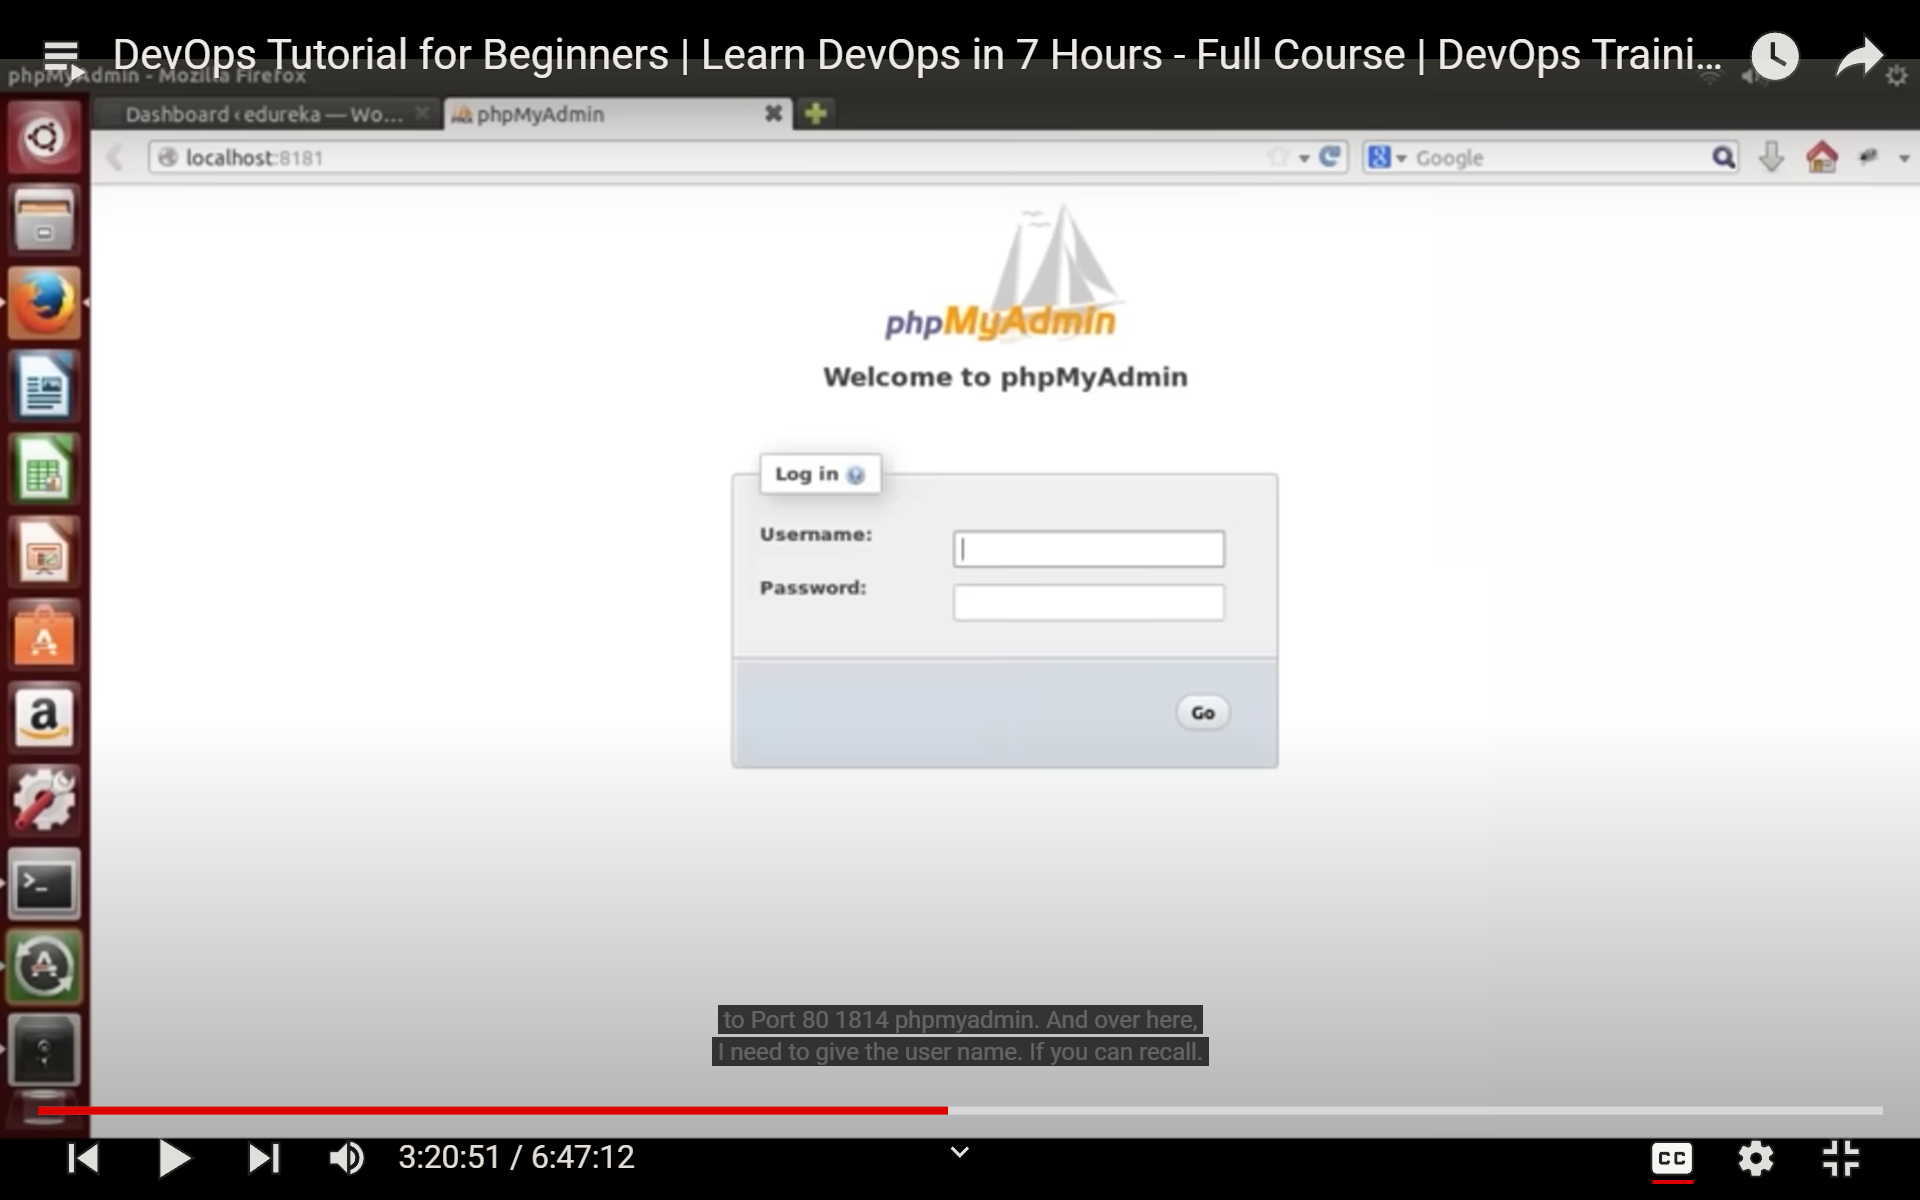 DevOps Tutorial for Beginners | Learn DevOps in 7 Hours - Full Course | DevOps Traini...
phpMyAdmin - Mozilla Firefox
Dashboard ‹ edureka — Wo...
phpMyAdmin
localhost:8181
Google
phpMyAdmin
Welcome to phpMyAdmin
Log in
Username:
Password:
Go
to Port 80 1814 phpmyadmin. And over here,
I need to give the user name. If you can recall.
3:20:51 / 6:47:12
CC